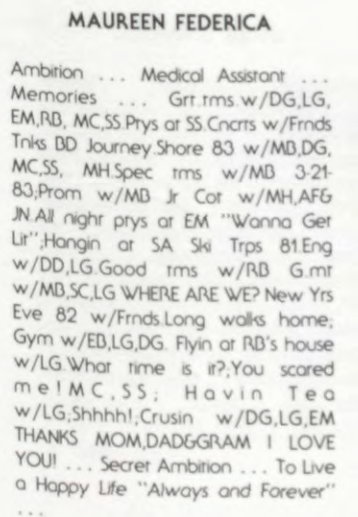 MAUREEN FEDERICA
Ambition ... Medical Assistant ...
Memories ... Grt.tms.w/DG,LG,
EM,RB, MC,SS.Prys at SS.Cncrts w/Frnds
Tnks BD Journey.Shore 83 w/MB,DG,
MC,SS, MH.Spec tms w/MB 3-21-
83;Prom w/MB Jr Cot w/MH,AF&
JN.All night ptys at EM "Wanna Get
Lit";Hangin at SA Ski Trps 81.Eng
w/DD,LG.Good tms w/RB G.mt
w/MB,SC,LG WHERE ARE WE? New Yrs
Eve 82 w/Frnds.Long walks home;
Gym w/EB,LG,DG. Flyin at RB's house
w/LG.What time is it?;You scared
me!MC,SS; Havin Tea
w/LG;Shhhh!;Crusin w/DG,LG,EM
THANKS MOM,DAD&GRAM I LOVE
YOU! ... Secret Ambition ... To Live
a Happy Life "Always and Forever"
...